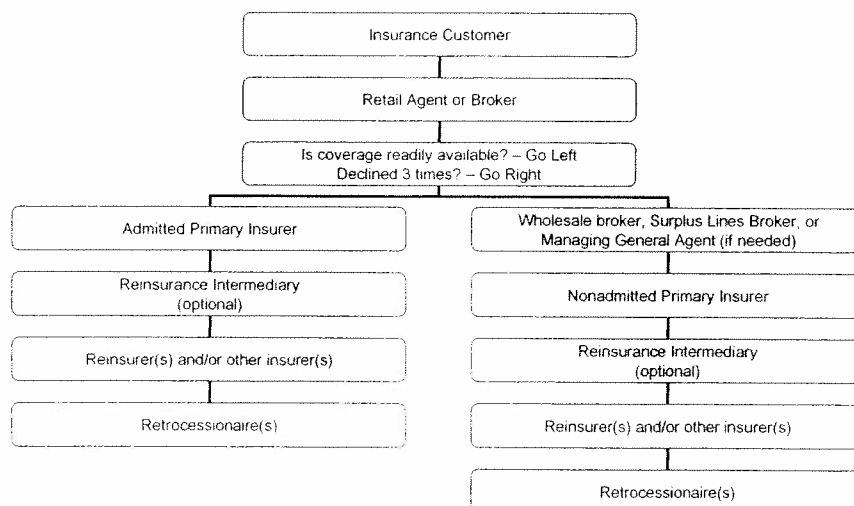 Insurance Customer
Retail Agent or Broker
Is coverage readily available? – Go Left
Declined 3 times? – Go Right
Admitted Primary Insurer
Reinsurance Intermediary
(optional)
Reinsurer(s) and/or other insurer(s)
Retrocessionaire(s)
Wholesale broker, Surplus Lines Broker, or
Managing General Agent (if needed)
Nonadmitted Primary Insurer
Reinsurance Intermediary
(optional)
Reinsurer(s) and/or other insurer(s)
Retrocessionaire(s)